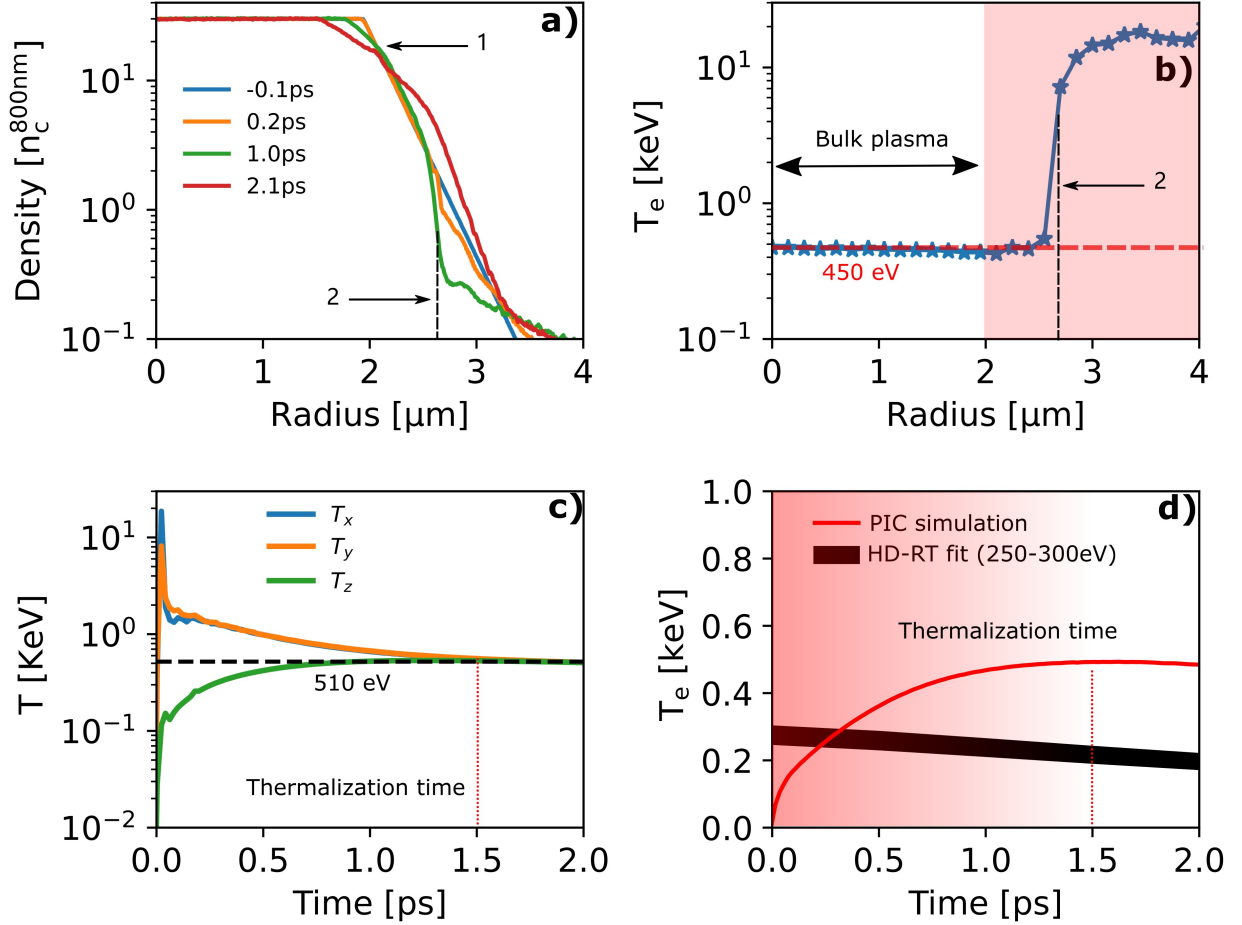 a)
Density [n_c^800nm]
10^1
10^0
10^-1
1
-0.1ps
0.2ps
1.0ps
2.1ps
2
0 1 2 3 4
Radius [μm]
b)
T_e [keV]
10^1
10^0
10^-1
Bulk plasma
2
450 eV
0 1 2 3 4
Radius [μm]
c)
T [KeV]
10^1
10^0
10^-1
10^-2
T_x
T_y
T_z
510 eV
Thermalization time
0.0 0.5 1.0 1.5 2.0
Time [ps]
d)
T_e [keV]
1.0
0.8
0.6
0.4
0.2
0.0
PIC simulation
HD-RT fit (250-300eV)
Thermalization time
0.0 0.5 1.0 1.5 2.0
Time [ps]